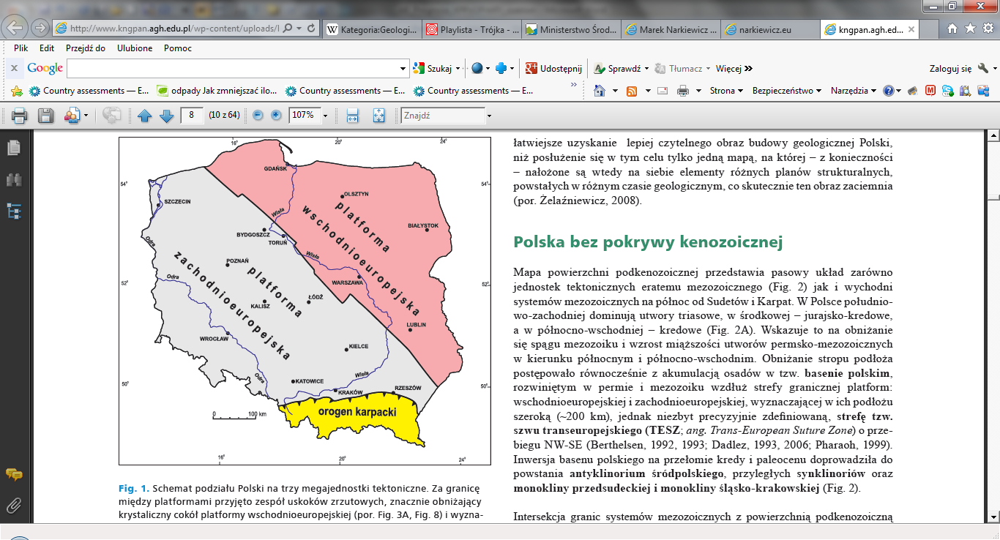 http://www.kngpan.agh.edu.pl/wp-content/uploads/l
Kategoria:Geologi...
Playlista - Trójka - ...
Ministerstwo Środ...
Marek Narkiewicz ...
narkiewicz.eu
kngpan.agh.ed...
Plik Edit Przejdź do Ulubione Pomoc
x Google Szukaj Udostępnij Sprawdź Tłumacz Więcej Zaloguj się
Country assessments — E... odpady Jak zmniejszać ilo... Country assessments — E... Country assessments — E... Strona Bezpieczeństwo Narzędzia
8 (10 z 64) 107% Znajdź
16° 20° 24°
54° 54°
52° 52°
50° 50°
16° 20° 24°
GDAŃSK
OLSZTYN
SZCZECIN
BIAŁYSTOK
Wisła
BYDGOSZCZ
TORUŃ
Odra
Wisła
POZNAŃ
WARSZAWA
Odra
ŁÓDŹ
KALISZ
LUBLIN
WROCŁAW
KIELCE
Odra
Wisła
KATOWICE
KRAKÓW
RZESZÓW
platforma
wschodnioeuropejska
platforma
zachodnioeuropejska
orogen karpacki
0 100 km
Fig. 1. Schemat podziału Polski na trzy megajednostki tektoniczne. Za granicę
między platformami przyjęto zespół uskoków zrzutowych, znacznie obniżający
krystaliczny cokół platformy wschodnioeuropejskiej (por. Fig. 3A, Fig. 8) i wyzna-
łatwiejsze uzyskanie lepiej czytelnego obraz budowy geologicznej Polski,
niż posłużenie się w tym celu tylko jedną mapą, na której – z konieczności
– nałożone są wtedy na siebie elementy różnych planów strukturalnych,
powstałych w różnym czasie geologicznym, co skutecznie ten obraz zaciemnia
(por. Żelaźniewicz, 2008).
Polska bez pokrywy kenozoicznej
Mapa powierzchni podkenozoicznej przedstawia pasowy układ zarówno
jednostek tektonicznych eratemu mezozoicznego (Fig. 2) jak i wychodni
systemów mezozoicznych na północ od Sudetów i Karpat. W Polsce południo-
wo-zachodniej dominują utwory triasowe, w środkowej – jurajsko-kredowe,
a w północno-wschodniej – kredowe (Fig. 2A). Wskazuje to na obniżanie
się spągu mezozoiku i wzrost miąższości utworów permsko-mezozoicznych
w kierunku północnym i północno-wschodnim. Obniżanie stropu podłoża
postępowało równocześnie z akumulacją osadów w tzw. basenie polskim,
rozwiniętym w permie i mezozoiku wzdłuż strefy granicznej platform:
wschodnioeuropejskiej i zachodnioeuropejskiej, wyznaczającej w ich podłożu
szeroką (~200 km), jednak niezbyt precyzyjnie zdefiniowaną, strefę tzw.
szwu transeuropejskiego (TESZ; ang. Trans-European Suture Zone) o prze-
biegu NW-SE (Berthelsen, 1992, 1993; Dadlez, 1993, 2006; Pharaoh, 1999).
Inwersja basenu polskiego na przełomie kredy i paleocenu doprowadziła do
powstania antyklinorium śródpolskiego, przyległych synklinoriów oraz
monokliny przedsudeckiej i monokliny śląsko-krakowskiej (Fig. 2).
Intersekcja granic systemów mezozoicznych z powierzchnią podkenozoiczną